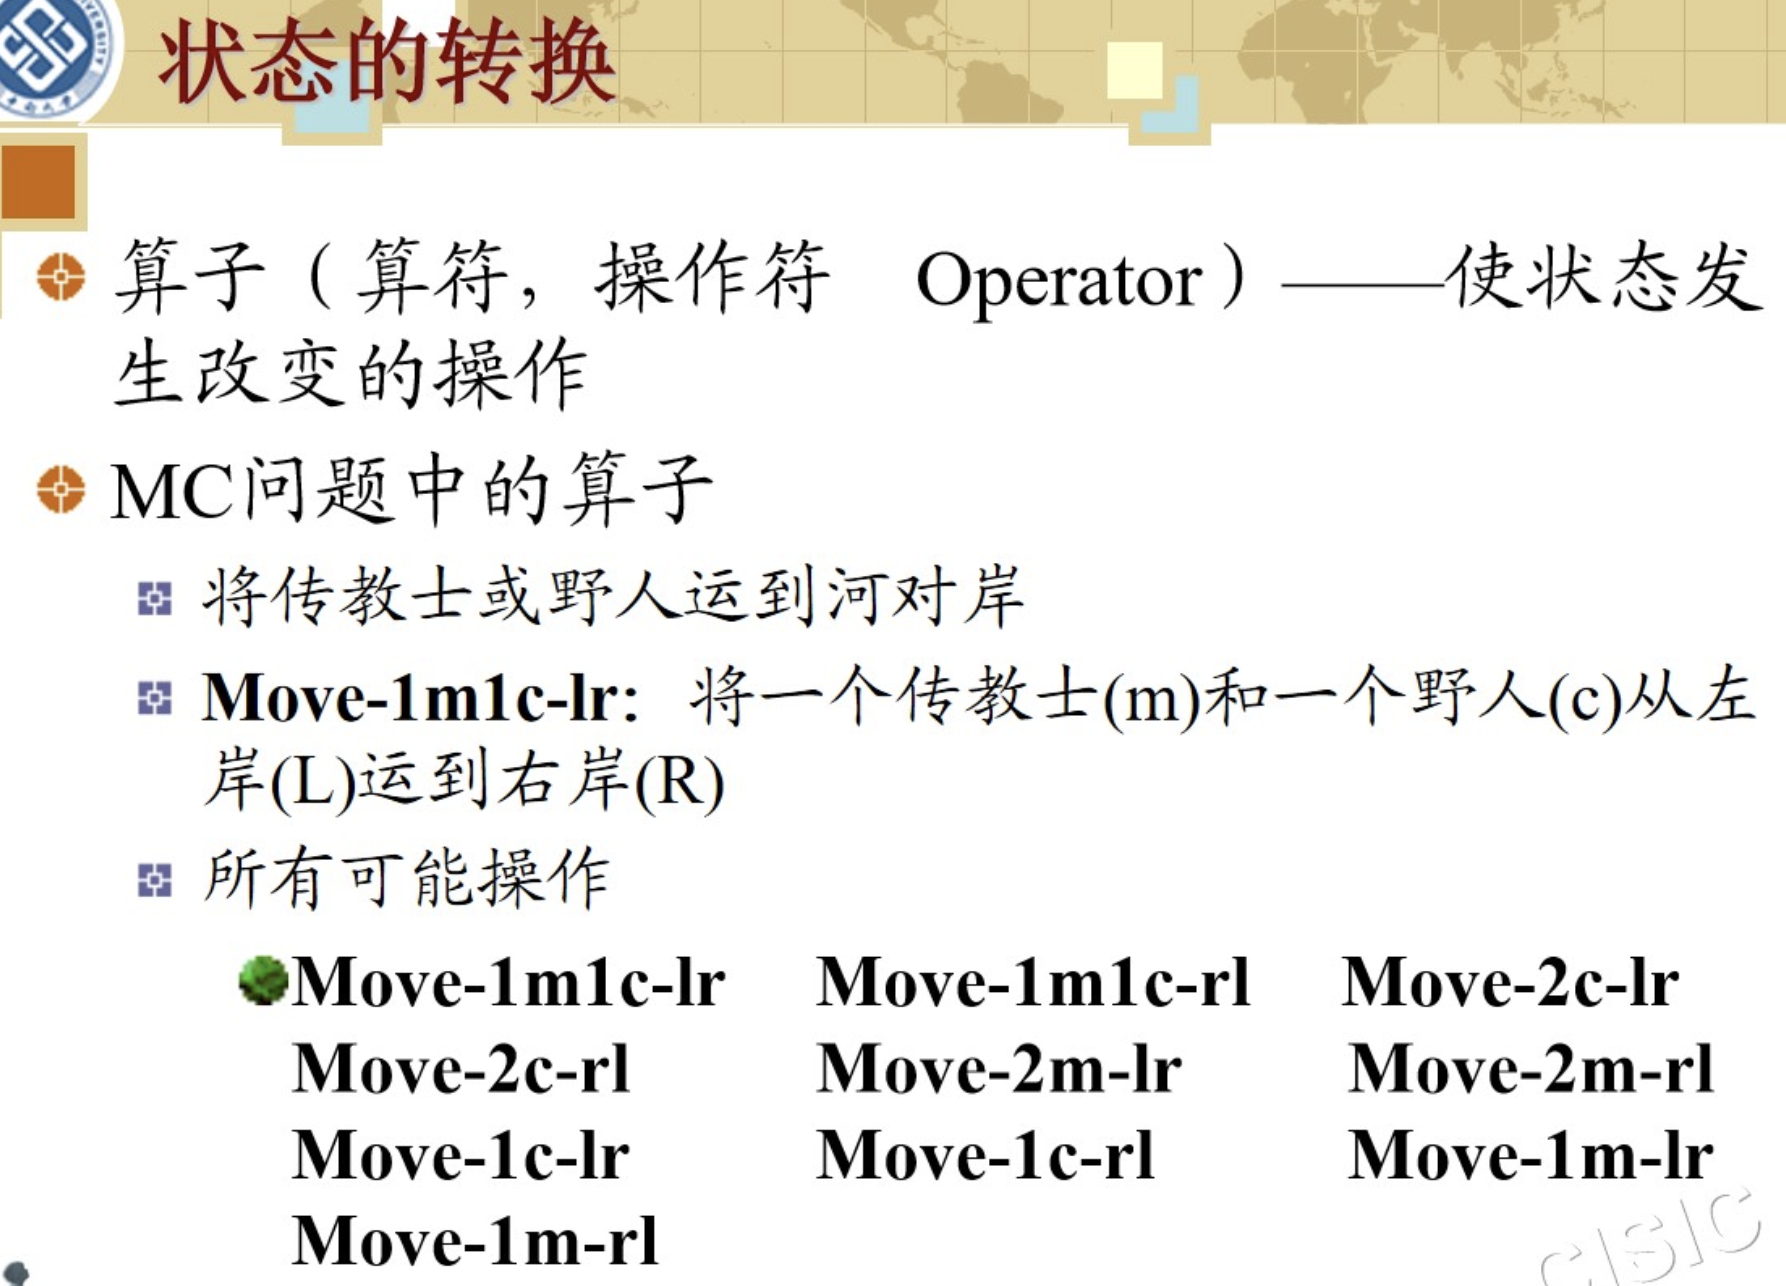 状态的转换
算子（算符，操作符 Operator）——使状态发
生改变的操作
MC问题中的算子
将传教士或野人运到河对岸
Move-1m1c-lr: 将一个传教士(m)和一个野人(c)从左
岸(L)运到右岸(R)
所有可能操作
Move-1m1c-lr Move-1m1c-rl Move-2c-lr
Move-2c-rl Move-2m-lr Move-2m-rl
Move-1c-lr Move-1c-rl Move-1m-lr
Move-1m-rl